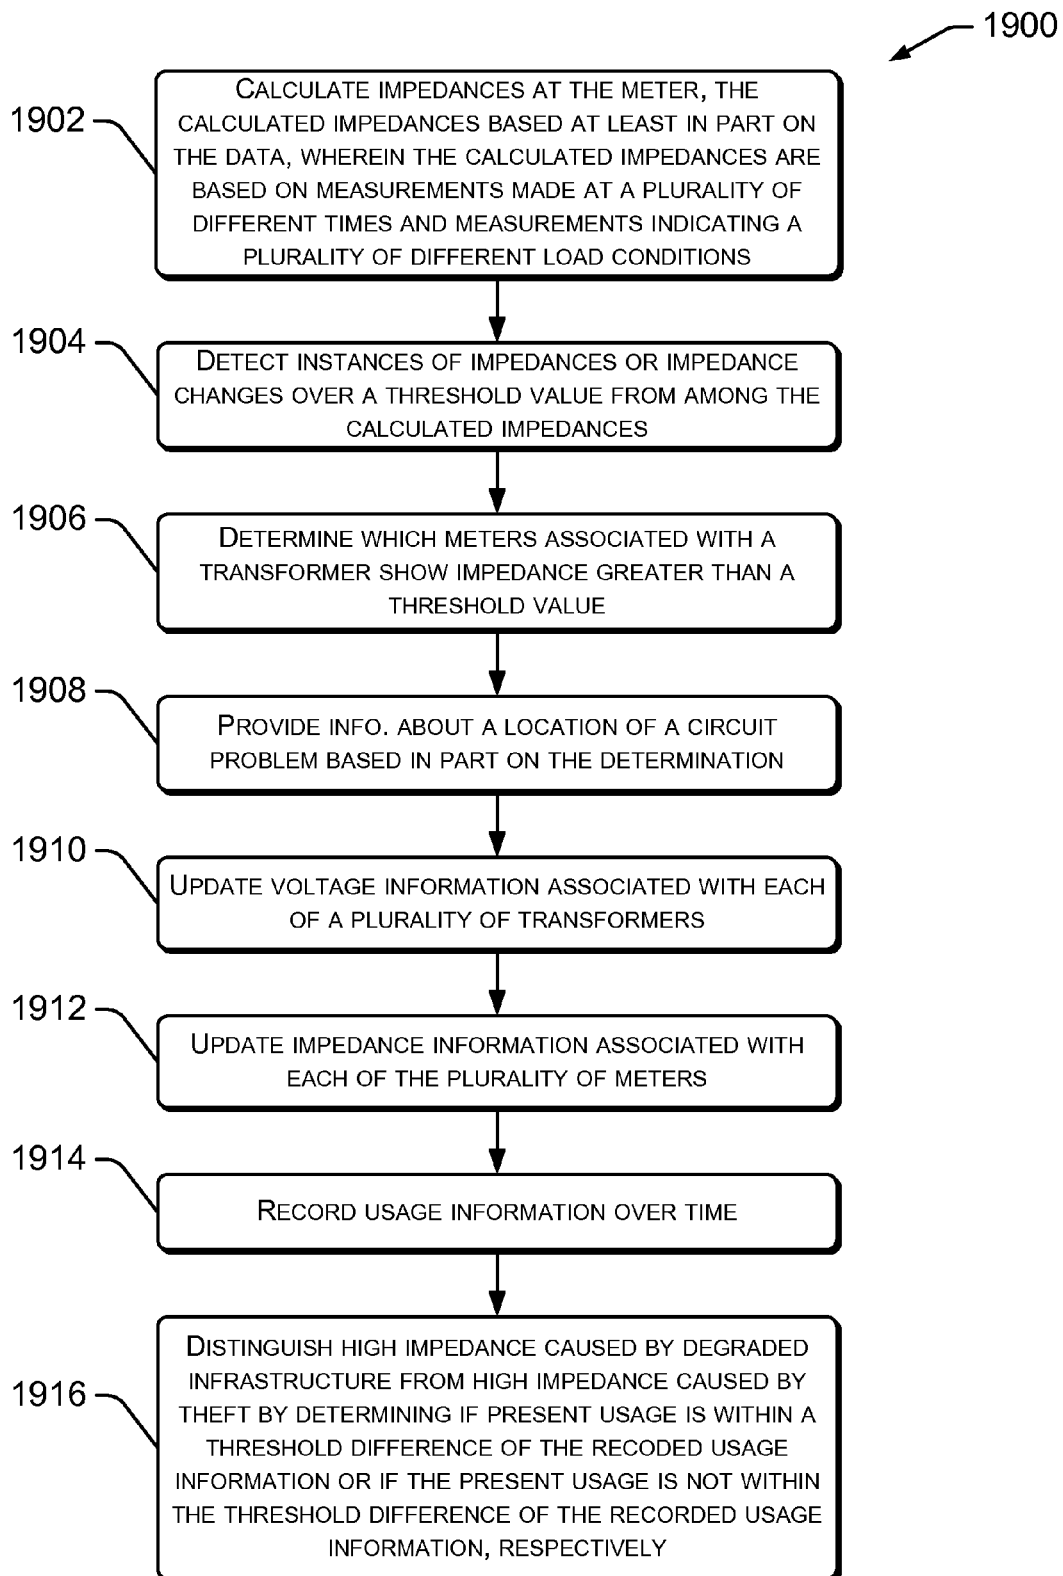 1900
1902
CALCULATE IMPEDANCES AT THE METER, THE
CALCULATED IMPEDANCES BASED AT LEAST IN PART ON
THE DATA, WHEREIN THE CALCULATED IMPEDANCES ARE
BASED ON MEASUREMENTS MADE AT A PLURALITY OF
DIFFERENT TIMES AND MEASUREMENTS INDICATING A
PLURALITY OF DIFFERENT LOAD CONDITIONS
1904
DETECT INSTANCES OF IMPEDANCES OR IMPEDANCE
CHANGES OVER A THRESHOLD VALUE FROM AMONG THE
CALCULATED IMPEDANCES
1906
DETERMINE WHICH METERS ASSOCIATED WITH A
TRANSFORMER SHOW IMPEDANCE GREATER THAN A
THRESHOLD VALUE
1908
PROVIDE INFO. ABOUT A LOCATION OF A CIRCUIT
PROBLEM BASED IN PART ON THE DETERMINATION
1910
UPDATE VOLTAGE INFORMATION ASSOCIATED WITH EACH
OF A PLURALITY OF TRANSFORMERS
1912
UPDATE IMPEDANCE INFORMATION ASSOCIATED WITH
EACH OF THE PLURALITY OF METERS
1914
RECORD USAGE INFORMATION OVER TIME
1916
DISTINGUISH HIGH IMPEDANCE CAUSED BY DEGRADED
INFRASTRUCTURE FROM HIGH IMPEDANCE CAUSED BY
THEFT BY DETERMINING IF PRESENT USAGE IS WITHIN A
THRESHOLD DIFFERENCE OF THE RECODED USAGE
INFORMATION OR IF THE PRESENT USAGE IS NOT WITHIN
THE THRESHOLD DIFFERENCE OF THE RECORDED USAGE
INFORMATION, RESPECTIVELY